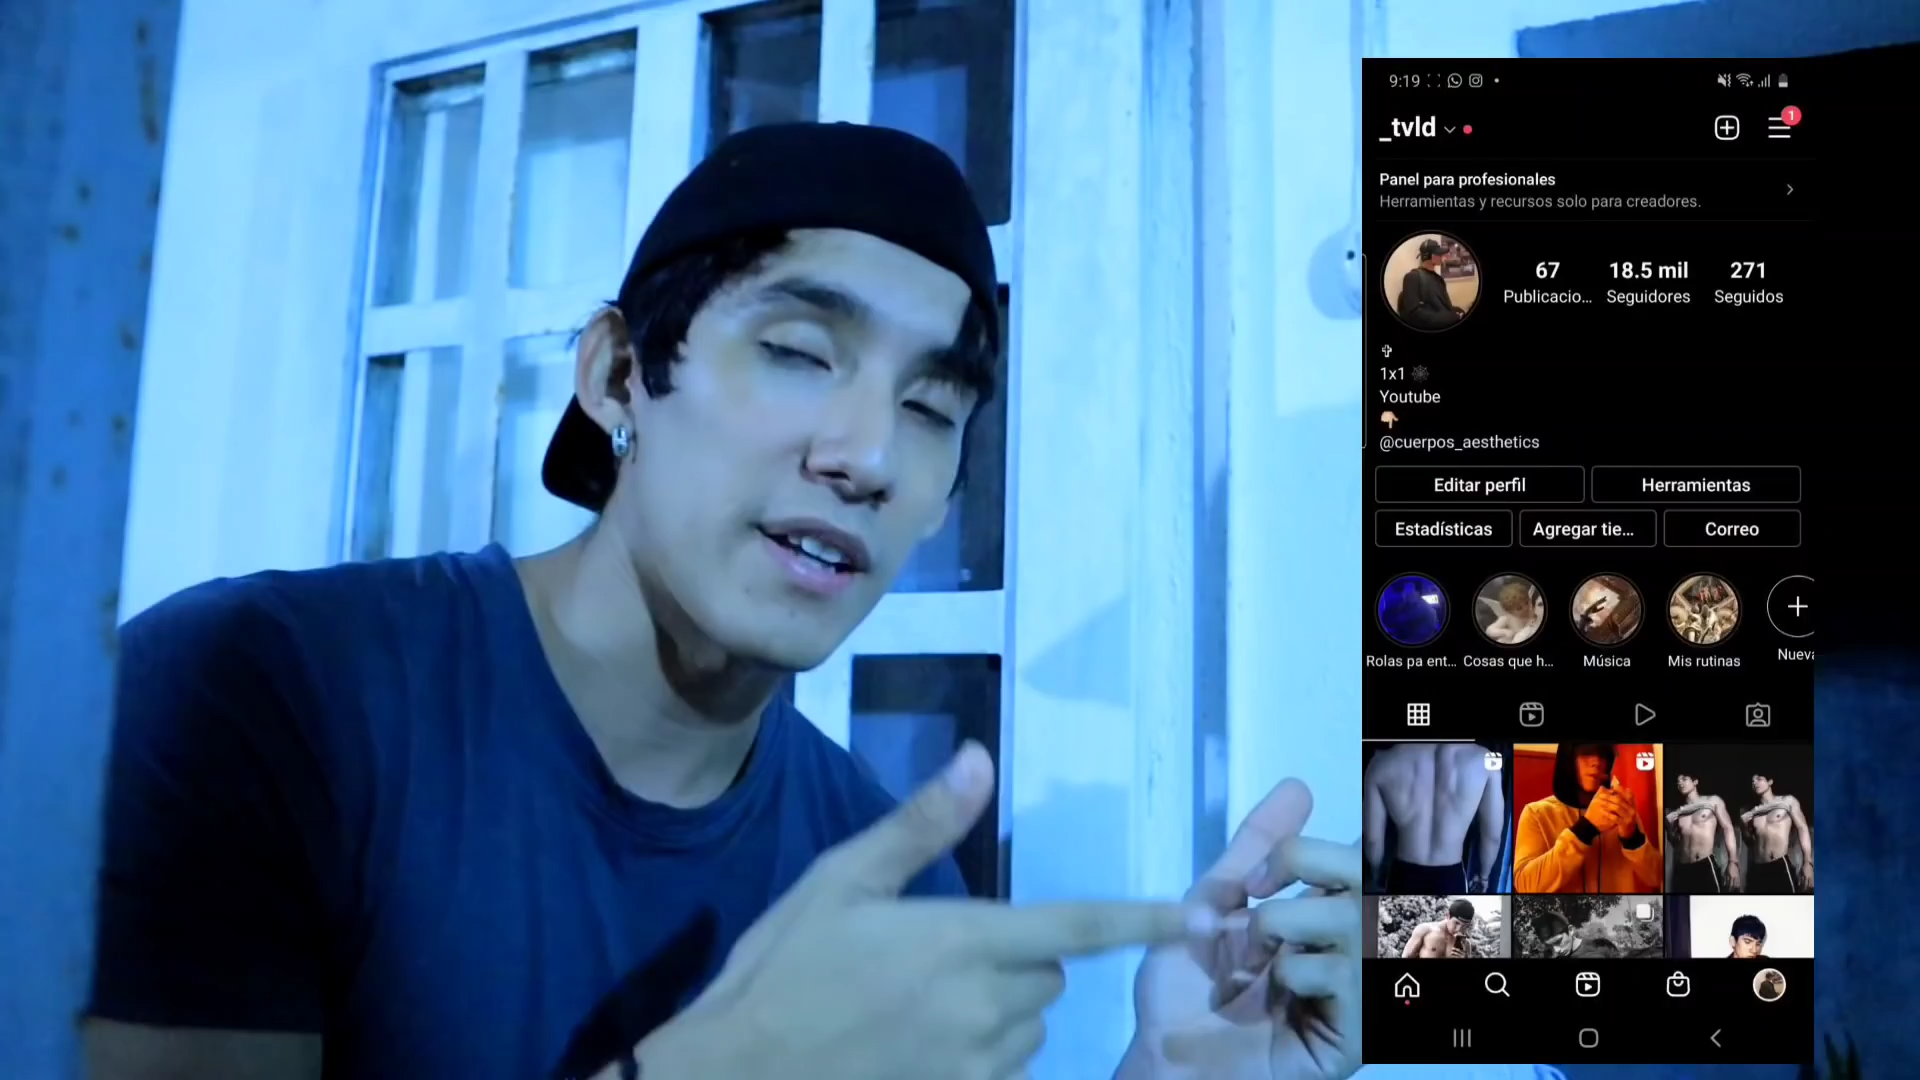 9:19
_tvld
1
Panel para profesionales
Herramientas y recursos solo para creadores.
67
Publicacio...
18.5 mil
Seguidores
271
Seguidos
1x1
Youtube
@cuerpos_aesthetics
Editar perfil
Herramientas
Estadísticas
Agregar tie...
Correo
Rolas pa ent...
Cosas que h...
Música
Mis rutinas
Nueva